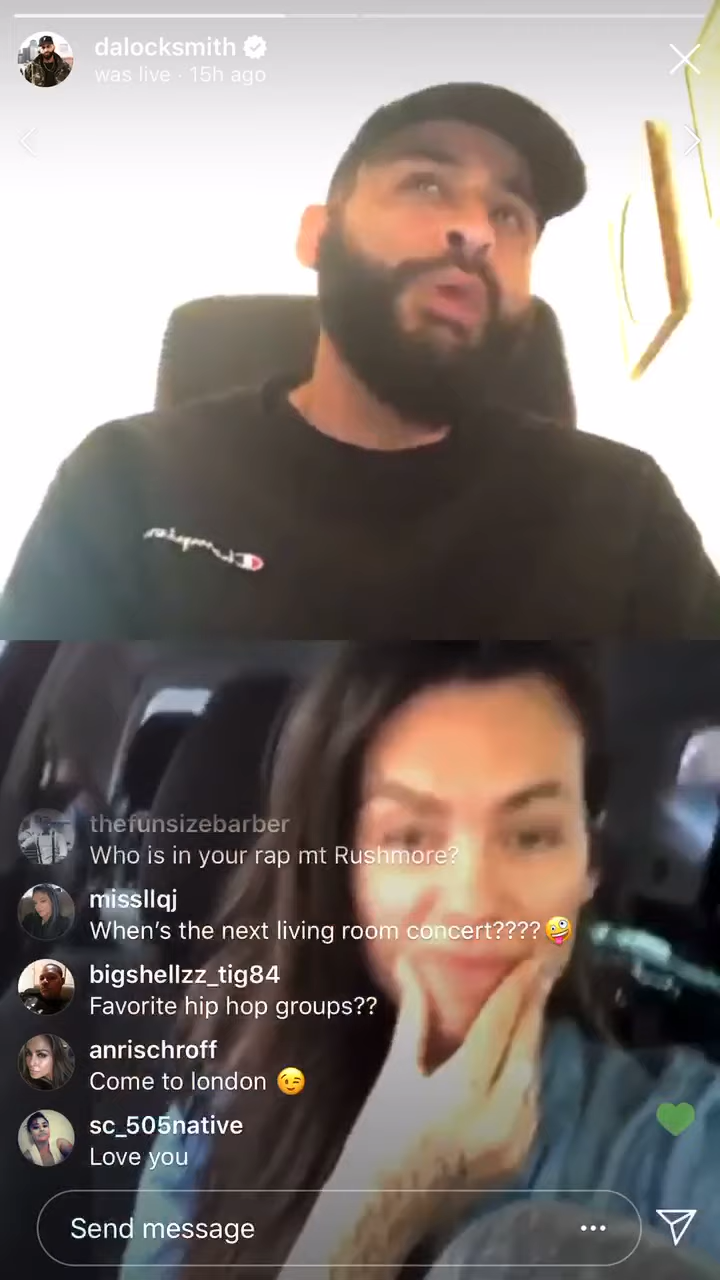 dalocksmith
was live · 15h ago
Champion
thefunsizebarber
Who is in your rap mt Rushmore?
missllqj
When's the next living room concert????🤪
bigshellzz_tig84
Favorite hip hop groups??
anrischroff
Come to london 😉
sc_505native
Love you
Send message